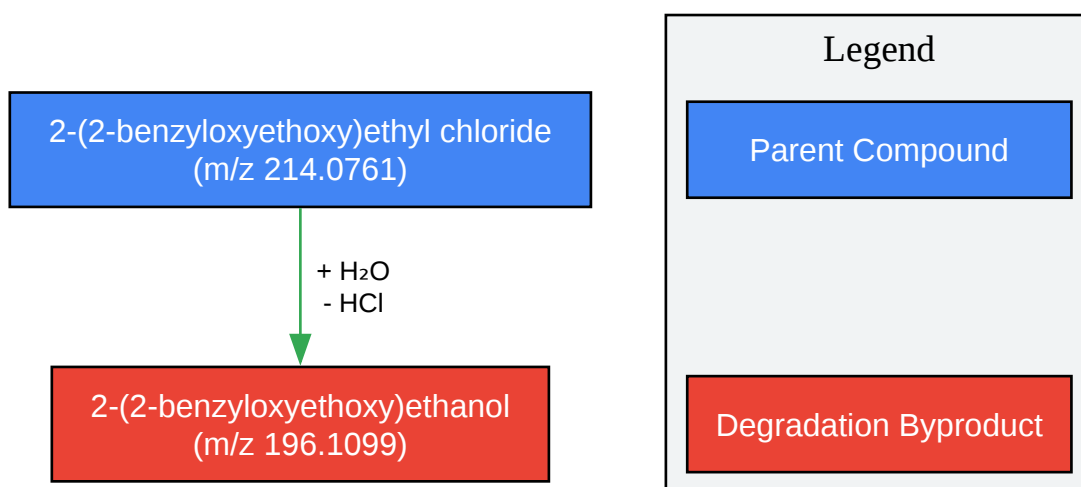 2-(2-benzyloxyethoxy)ethyl chloride
(m/z 214.0761)
+ H₂O
- HCl
2-(2-benzyloxyethoxy)ethanol
(m/z 196.1099)
Legend
Parent Compound
Degradation Byproduct